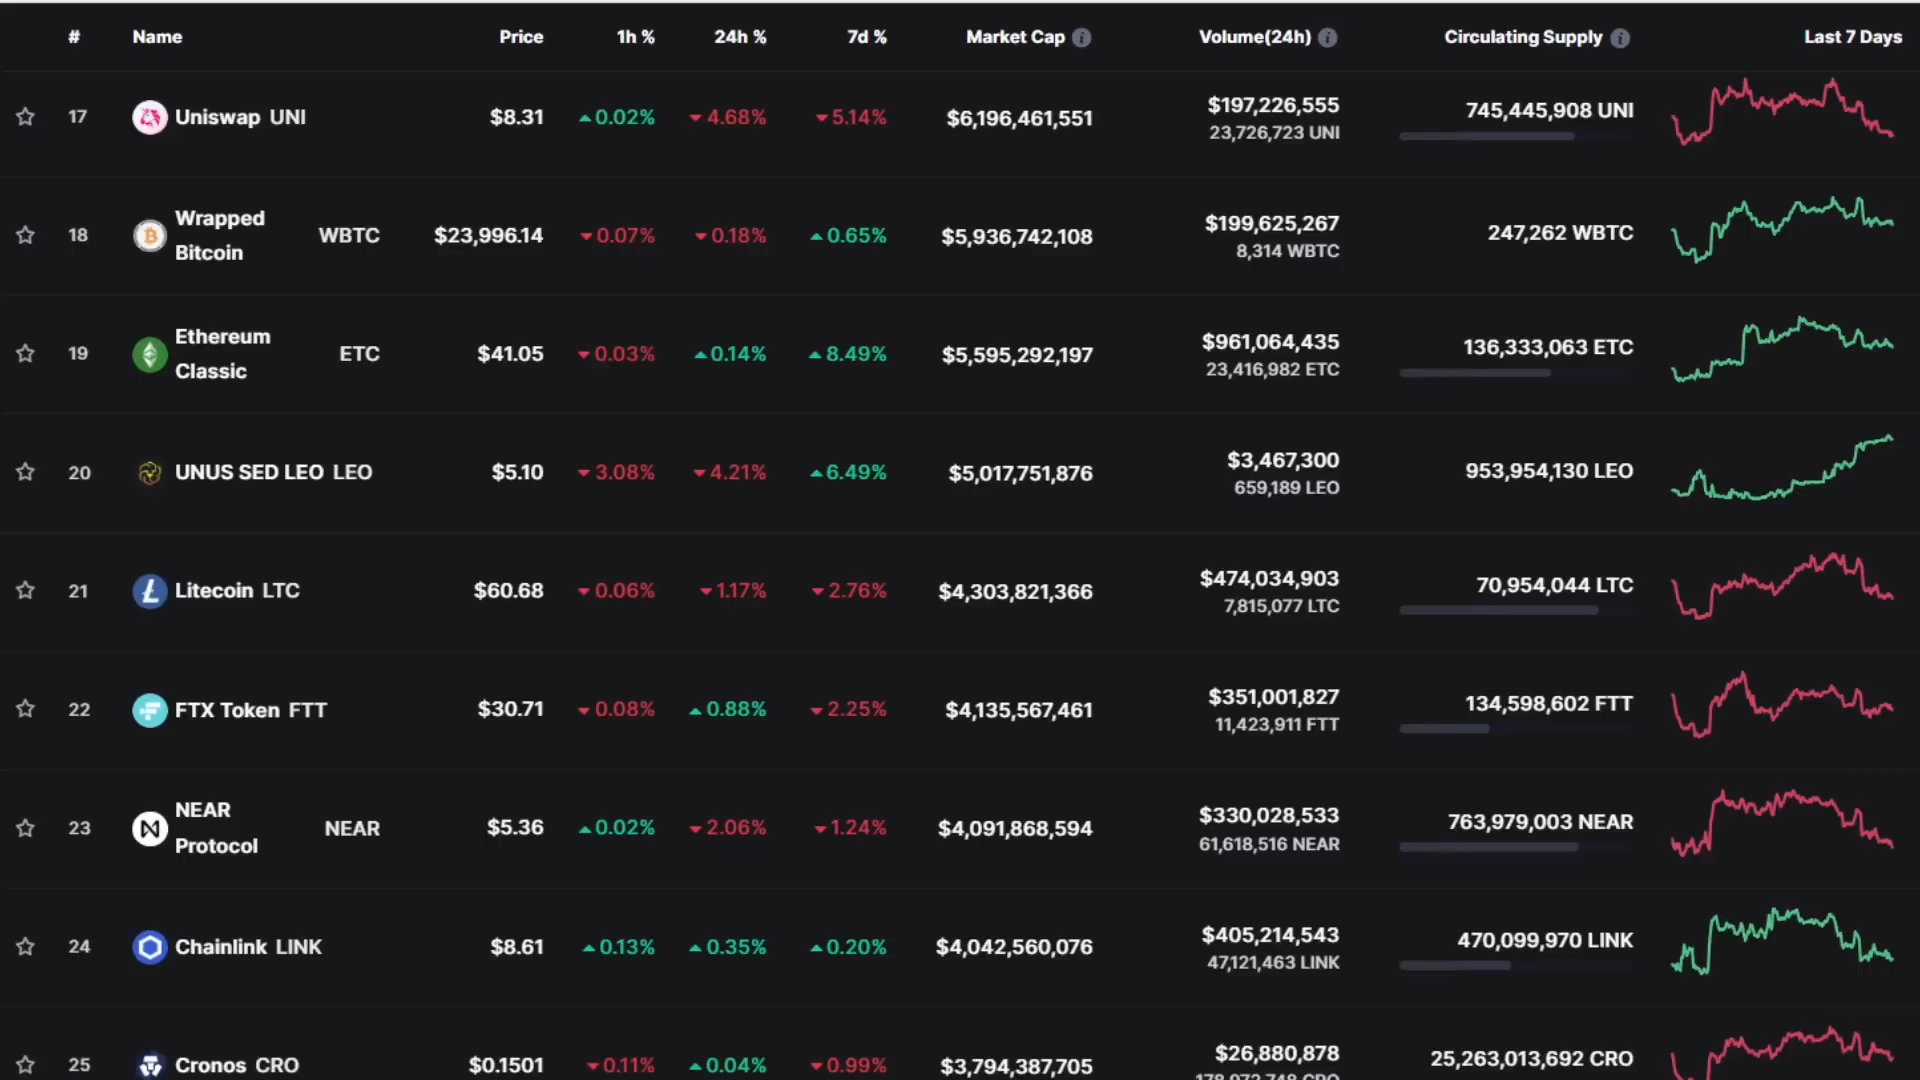 # Name Price 1h % 24h % 7d % Market Cap Volume(24h) Circulating Supply Last 7 Days
17 Uniswap UNI $8.31 0.02% 4.68% 5.14% $6,196,461,551 $197,226,555 745,445,908 UNI
23,726,723 UNI
18 Wrapped Bitcoin WBTC $23,996.14 0.07% 0.18% 0.65% $5,936,742,108 $199,625,267 247,262 WBTC
8,314 WBTC
19 Ethereum Classic ETC $41.05 0.03% 0.14% 8.49% $5,595,292,197 $961,064,435 136,333,063 ETC
23,416,982 ETC
20 UNUS SED LEO LEO $5.10 3.08% 4.21% 6.49% $5,017,751,876 $3,467,300 953,954,130 LEO
659,189 LEO
21 Litecoin LTC $60.68 0.06% 1.17% 2.76% $4,303,821,366 $474,034,903 70,954,044 LTC
7,815,077 LTC
22 FTX Token FTT $30.71 0.08% 0.88% 2.25% $4,135,567,461 $351,001,827 134,598,602 FTT
11,423,911 FTT
23 NEAR Protocol NEAR $5.36 0.02% 2.06% 1.24% $4,091,868,594 $330,028,533 763,979,003 NEAR
61,618,516 NEAR
24 Chainlink LINK $8.61 0.13% 0.35% 0.20% $4,042,560,076 $405,214,543 470,099,970 LINK
47,121,463 LINK
25 Cronos CRO $0.1501 0.11% 0.04% 0.99% $3,794,387,705 $26,880,878 25,263,013,692 CRO